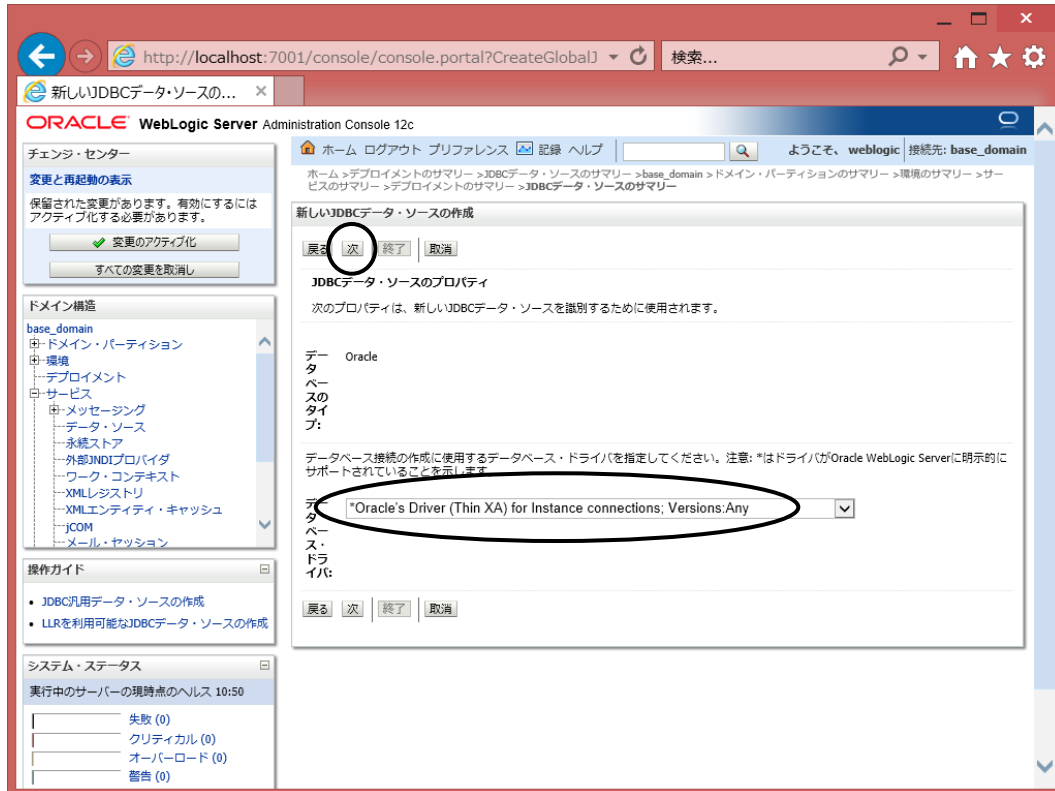 http://localhost:7001/console/console.portal?CreateGlobalJ
検索...
新しいJDBCデータ・ソースの...
ORACLE WebLogic Server Administration Console 12c
チェンジ・センター
変更と再起動の表示
保留された変更があります。有効にするには
アクティブ化する必要があります。
変更のアクティブ化
すべての変更を取消し
ドメイン構造
base_domain
ドメイン・パーティション
環境
デプロイメント
サービス
メッセージング
データ・ソース
永続ストア
外部JNDIプロバイダ
ワーク・コンテキスト
XMLレジストリ
XMLエンティティ・キャッシュ
jCOM
メール・セッション
操作ガイド
JDBC汎用データ・ソースの作成
LLRを利用可能なJDBCデータ・ソースの作成
システム・ステータス
実行中のサーバーの現時点のヘルス 10:50
失敗 (0)
クリティカル (0)
オーバーロード (0)
警告 (0)
ホーム ログアウト プリファレンス 記録 ヘルプ
ようこそ、 weblogic 接続先: base_domain
ホーム >デプロイメントのサマリー >JDBCデータ・ソースのサマリー >base_domain >ドメイン・パーティションのサマリー >環境のサマリー >サー
ビスのサマリー >デプロイメントのサマリー >JDBCデータ・ソースのサマリー
新しいJDBCデータ・ソースの作成
戻る 次 終了 取消
JDBCデータ・ソースのプロパティ
次のプロパティは、新しいJDBCデータ・ソースを識別するために使用されます。
デー
タ
ベー
スの
タイ
プ:
Oracle
データベース接続の作成に使用するデータベース・ドライバを指定してください。注意: *はドライバがOracle WebLogic Serverに明示的に
サポートされていることを示します。
デー
タ
ベー
ス・
ドラ
イバ:
*Oracle's Driver (Thin XA) for Instance connections; Versions:Any
戻る 次 終了 取消